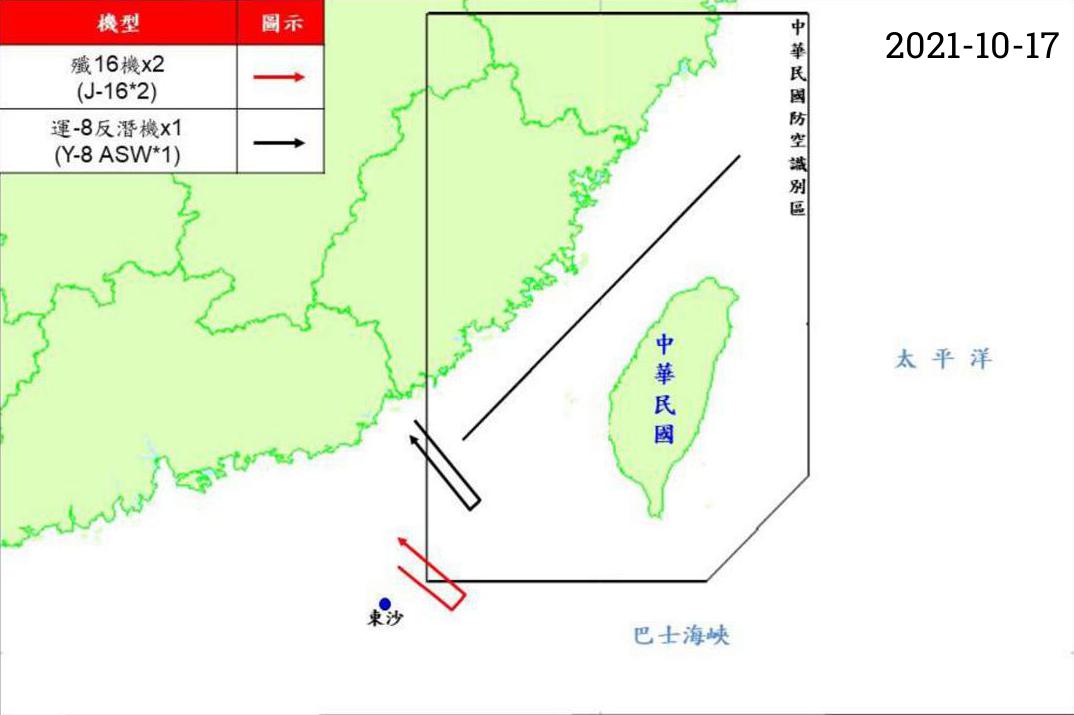 機型 圖示
殲16機x2
(J-16*2)
運-8反潛機x1
(Y-8 ASW*1)
2021-10-17
中華民國防空識別區
中華民國
太平洋
東沙
巴士海峽